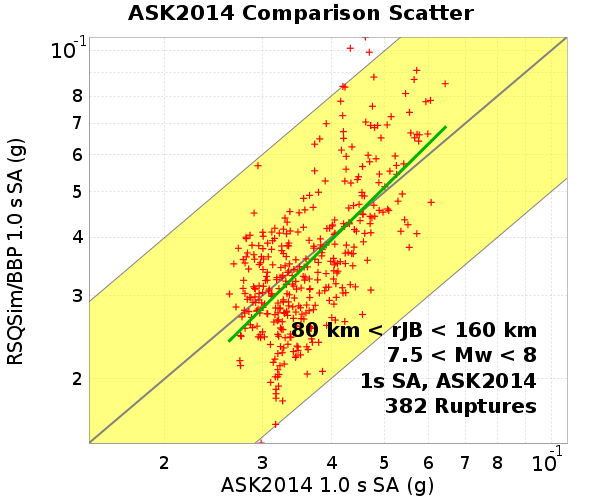 ASK2014 Comparison Scatter
RSQSim/BBP 1.0 s SA (g)
10-1
8
7
6
5
4
3
2
80 km < rJB < 160 km
7.5 < Mw < 8
1s SA, ASK2014
382 Ruptures
2 3 4 5 6 7 8 10-1
ASK2014 1.0 s SA (g)